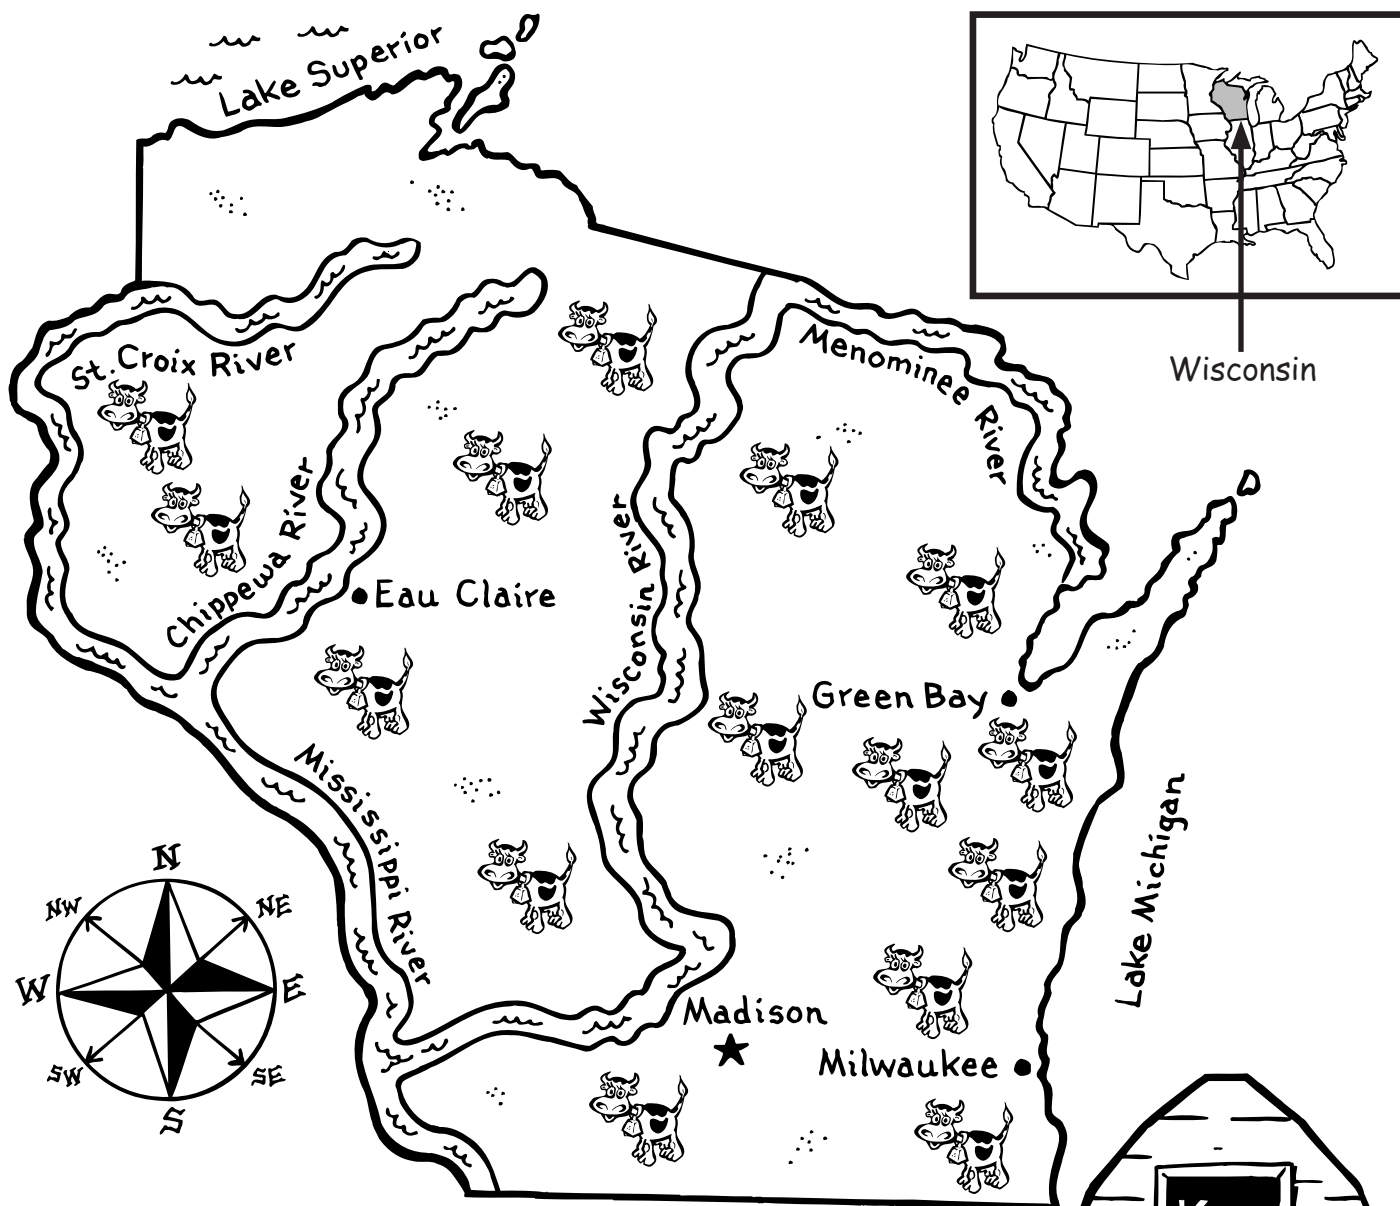 Lake Superior
Wisconsin
St. Croix River
Menominee River
Chippewa River
Wisconsin River
Eau Claire
Green Bay
Mississippi River
Lake Michigan
N
NW
NE
W
E
SW
SE
S
Madison
Milwaukee